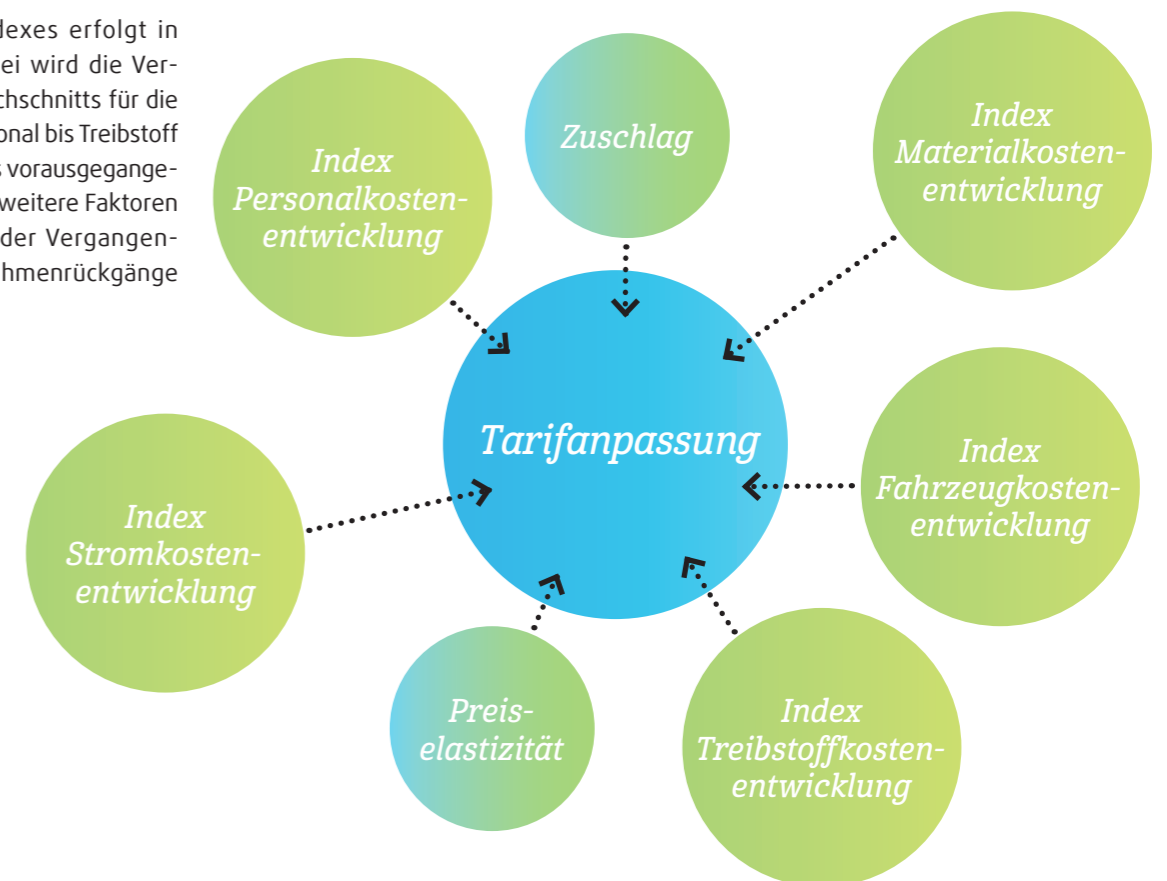 dexes erfolgt in
ei wird die Ver-
chschnitts für die
onal bis Treibstoff
s vorausgegange-
weitere Faktoren
der Vergangen-
hmenrückgänge
Zuschlag
Index
Materialkosten-
entwicklung
Index
Personalkosten-
entwicklung
Tarifanpassung
Index
Fahrzeugkosten-
entwicklung
Index
Stromkosten-
entwicklung
Preis-
elastizität
Index
Treibstoffkosten-
entwicklung